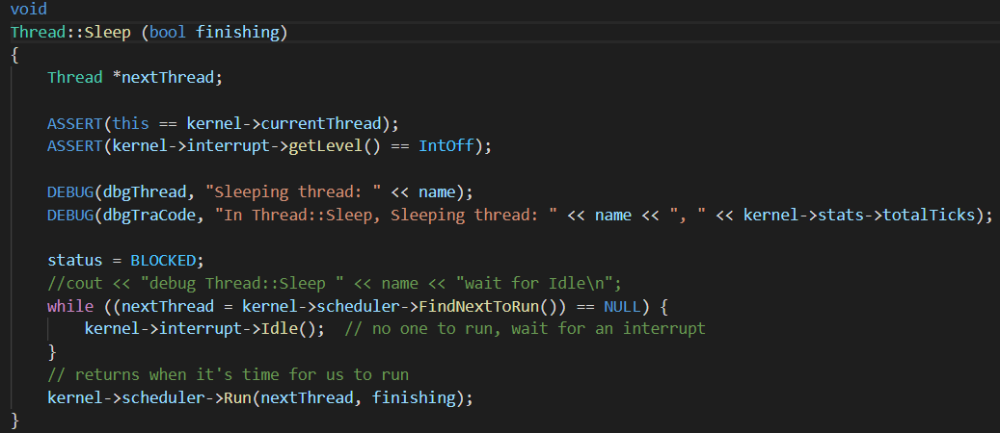 void
Thread::Sleep (bool finishing)
{
    Thread *nextThread;

    ASSERT(this == kernel->currentThread);
    ASSERT(kernel->interrupt->getLevel() == IntOff);

    DEBUG(dbgThread, "Sleeping thread: " << name);
    DEBUG(dbgTraCode, "In Thread::Sleep, Sleeping thread: " << name << ", " << kernel->stats->totalTicks);

    status = BLOCKED;
    //cout << "debug Thread::Sleep " << name << "wait for Idle\n";
    while ((nextThread = kernel->scheduler->FindNextToRun()) == NULL) {
        kernel->interrupt->Idle();  // no one to run, wait for an interrupt
    }
    // returns when it's time for us to run
    kernel->scheduler->Run(nextThread, finishing);
}